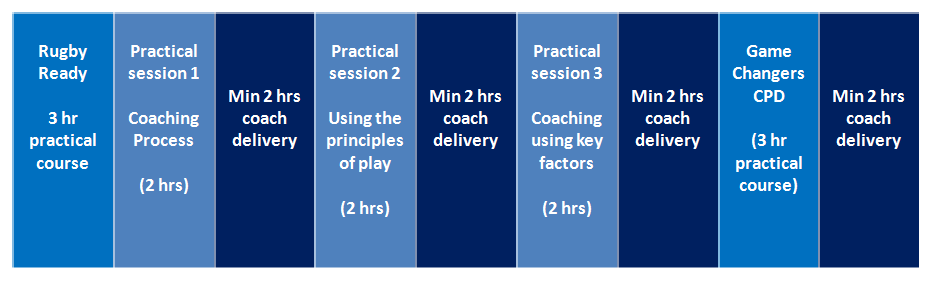 Rugby
Ready
3 hr
practical
course
Practical
session 1
Coaching
Process
(2 hrs)
Min 2 hrs
coach
delivery
Practical
session 2
Using the
principles
of play
(2 hrs)
Min 2 hrs
coach
delivery
Practical
session 3
Coaching
using key
factors
(2 hrs)
Min 2 hrs
coach
delivery
Game
Changers
CPD
(3 hr
practical
course)
Min 2 hrs
coach
delivery